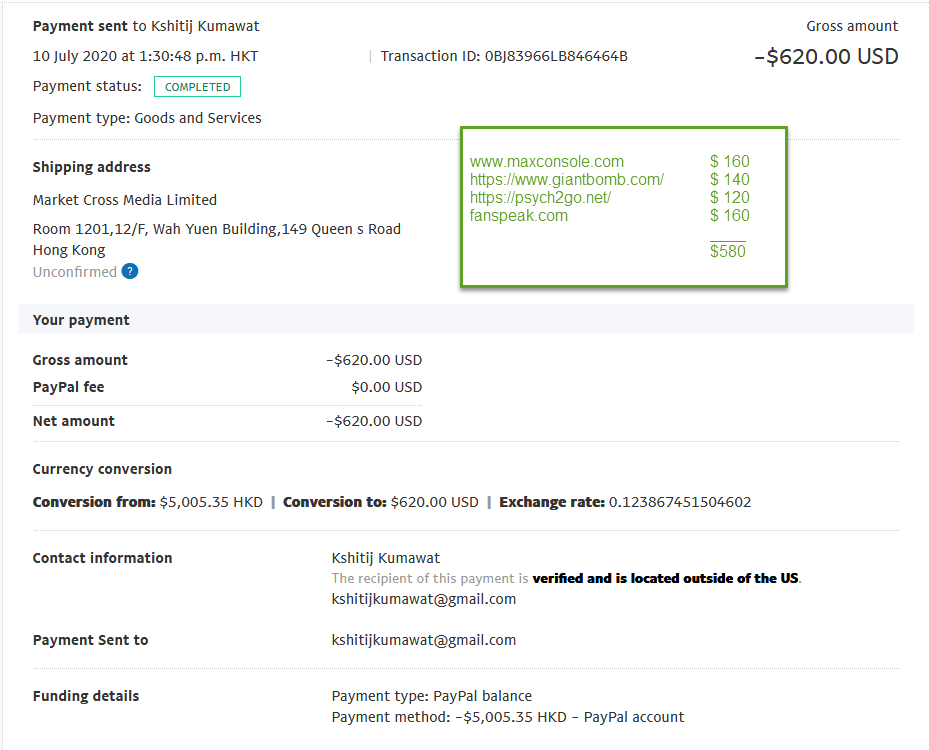 Payment sent to Kshitij Kumawat
Gross amount
10 July 2020 at 1:30:48 p.m. HKT | Transaction ID: 0BJ83966LB846464B
-$620.00 USD
Payment status: COMPLETED
Payment type: Goods and Services
www.maxconsole.com $ 160
https://www.giantbomb.com/ $ 140
https://psych2go.net/ $ 120
fanspeak.com $ 160
$580
Shipping address
Market Cross Media Limited
Room 1201,12/F, Wah Yuen Building,149 Queen s Road
Hong Kong
Unconfirmed ?
Your payment
Gross amount -$620.00 USD
PayPal fee $0.00 USD
Net amount -$620.00 USD
Currency conversion
Conversion from: $5,005.35 HKD | Conversion to: $620.00 USD | Exchange rate: 0.123867451504602
Contact information Kshitij Kumawat
The recipient of this payment is verified and is located outside of the US.
kshitijkumawat@gmail.com
Payment Sent to kshitijkumawat@gmail.com
Funding details Payment type: PayPal balance
Payment method: -$5,005.35 HKD - PayPal account